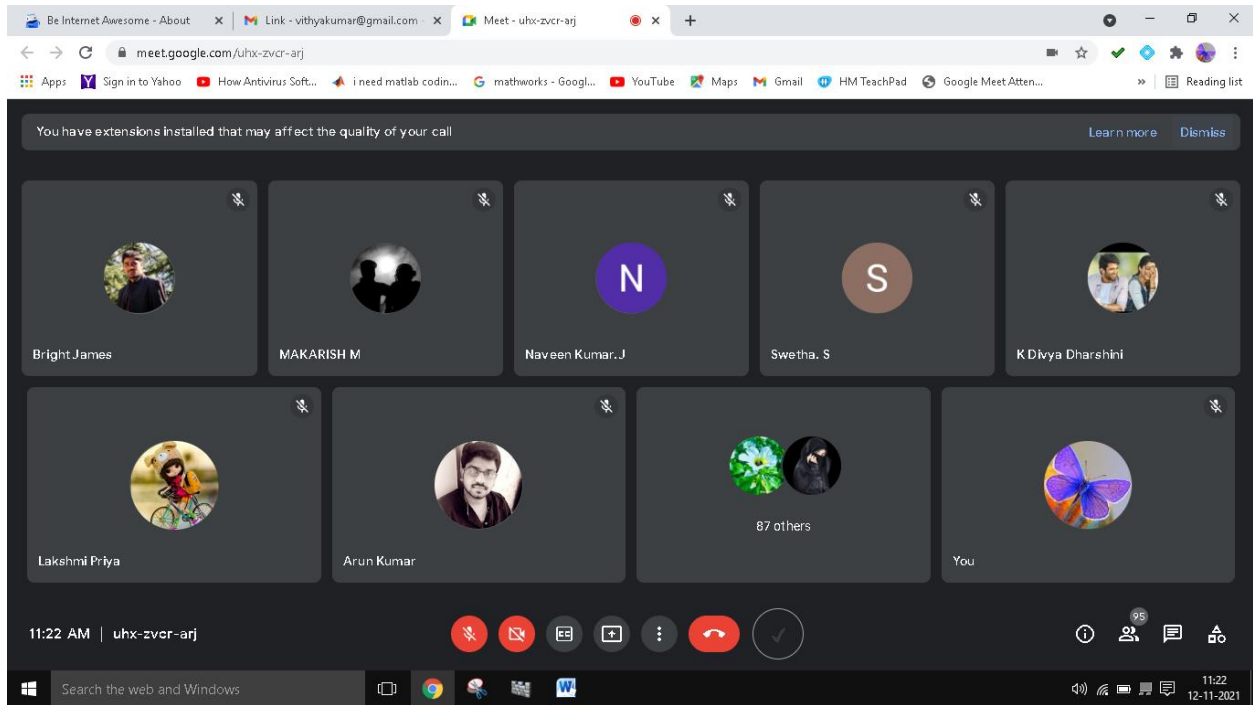 Be Internet Awesome - About
Link - vithyakumar@gmail.com
Meet - uhx-zvcr-arj
meet.google.com/uhx-zvcr-arj
Apps Sign in to Yahoo How Antivirus Soft... i need matlab codin... mathworks - Googl... YouTube Maps Gmail HM TeachPad Google Meet Atten... » Reading list
You have extensions installed that may affect the quality of your call Learn more Dismiss
N S
Bright James MAKARISH M Naveen Kumar.J Swetha. S K Divya Dharshini
87 others
Lakshmi Priya Arun Kumar You
95
11:22 AM | uhx-zvcr-arj
Search the web and Windows
11:22
12-11-2021